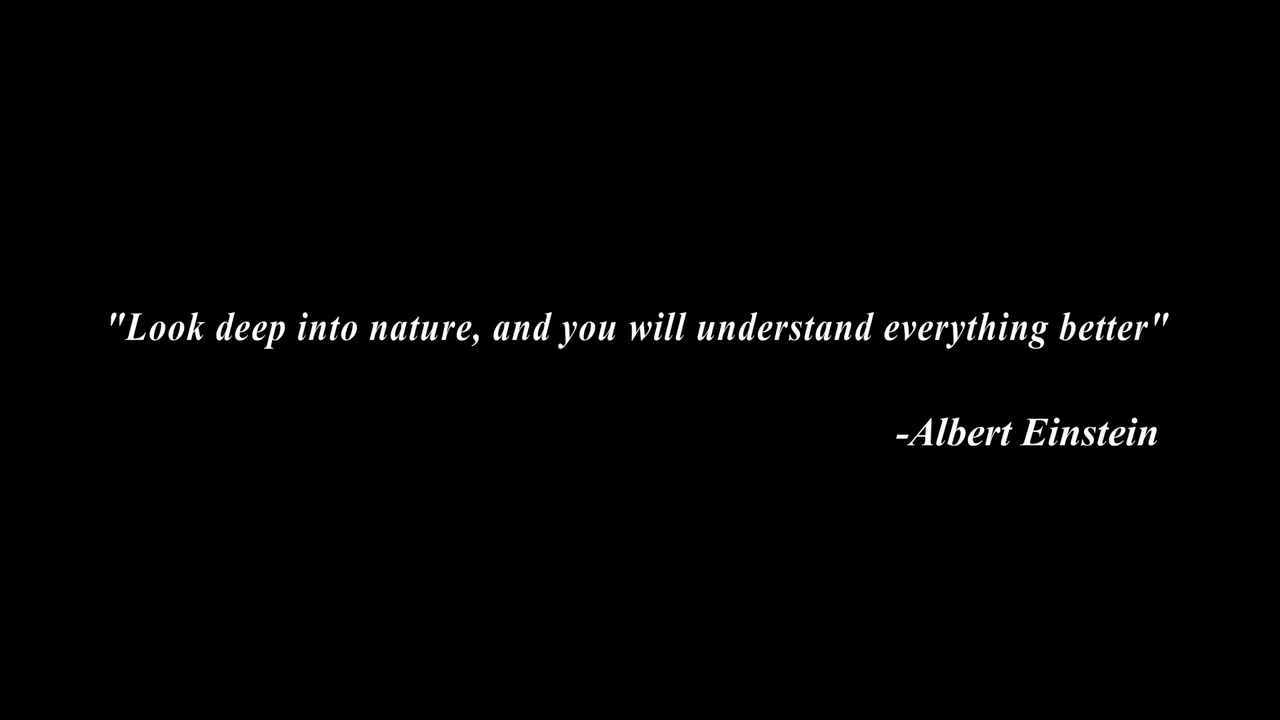 "Look deep into nature, and you will understand everything better"
-Albert Einstein